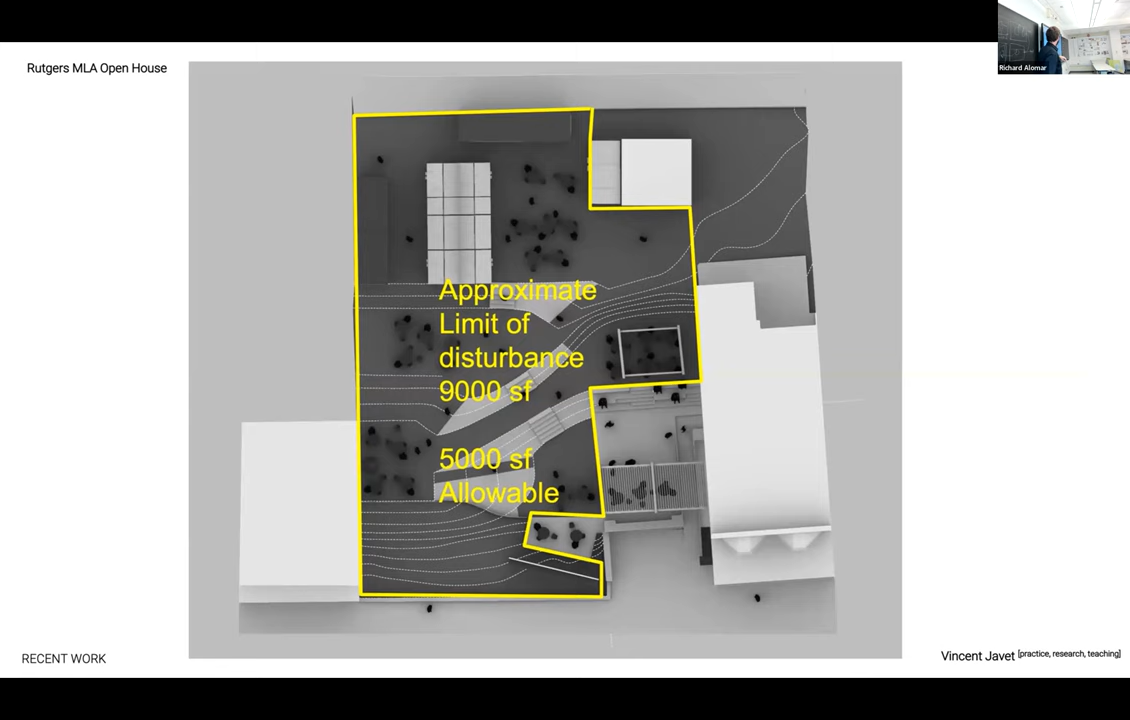 Richard Alomar
Rutgers MLA Open House
Approximate
Limit of
disturbance
9000 sf
5000 sf
Allowable
RECENT WORK
Vincent Javet [practice, research, teaching]